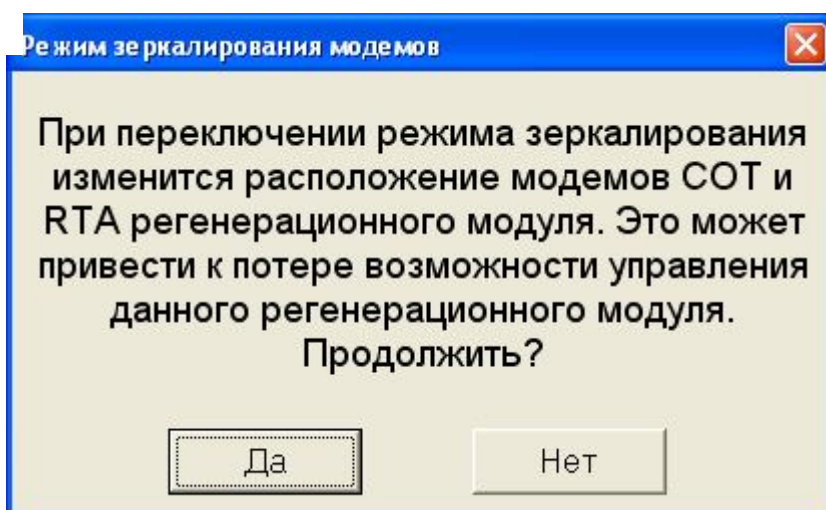 Режим зеркалирования модемов
При переключении режима зеркалирования
изменится расположение модемов СОТ и
RTA регенерационного модуля. Это может
привести к потере возможности управления
данного регенерационного модуля.
Продолжить?
Да
Нет